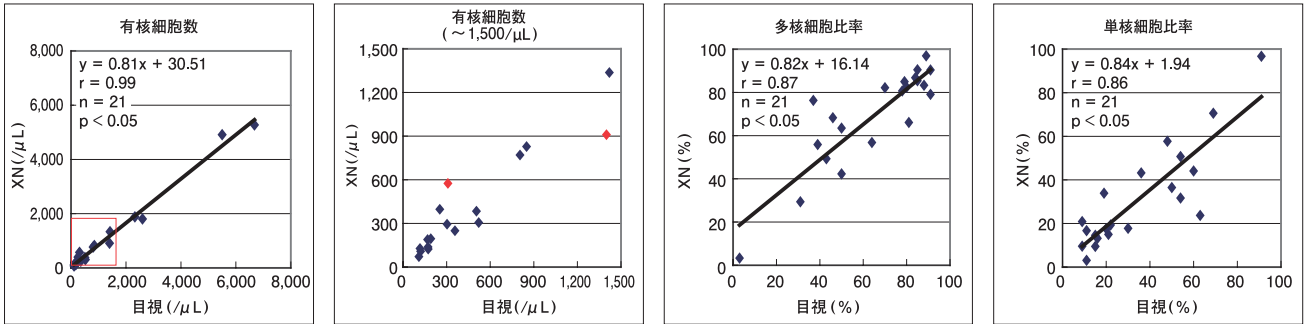 有核細胞数
8,000
6,000
4,000
2,000
0
XN(/μL)
y = 0.81x + 30.51
r = 0.99
n = 21
p < 0.05
0 2,000 4,000 6,000 8,000
目視(/μL)
有核細胞数
(~1,500/μL)
1,500
1,200
900
600
300
0
XN(/μL)
0 300 600 900 1,200 1,500
目視(/μL)
多核細胞比率
100
80
60
40
20
0
XN(%)
y = 0.82x + 16.14
r = 0.87
n = 21
p < 0.05
0 20 40 60 80 100
目視(%)
単核細胞比率
100
80
60
40
20
0
XN(%)
y = 0.84x + 1.94
r = 0.86
n = 21
p < 0.05
0 20 40 60 80 100
目視(%)